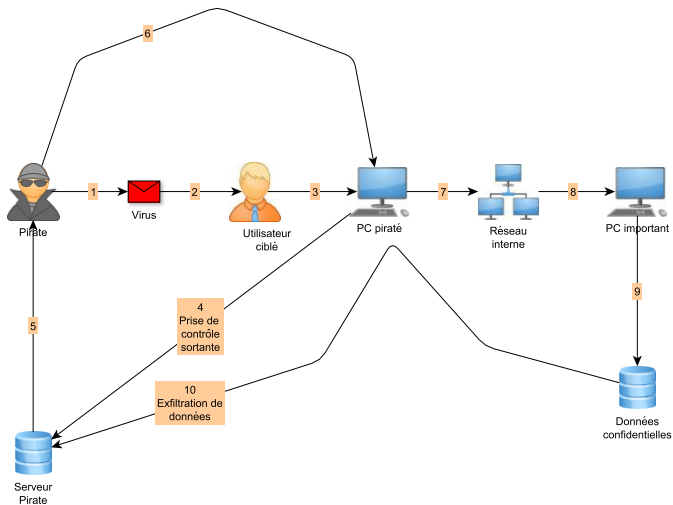 6
1
2
3
7
8
Pirate
Virus
Utilisateur
ciblé
PC piraté
Réseau
interne
PC important
9
4
Prise de
contrôle
sortante
5
10
Exfiltration de
données
Données
confidentielles
Serveur
Pirate